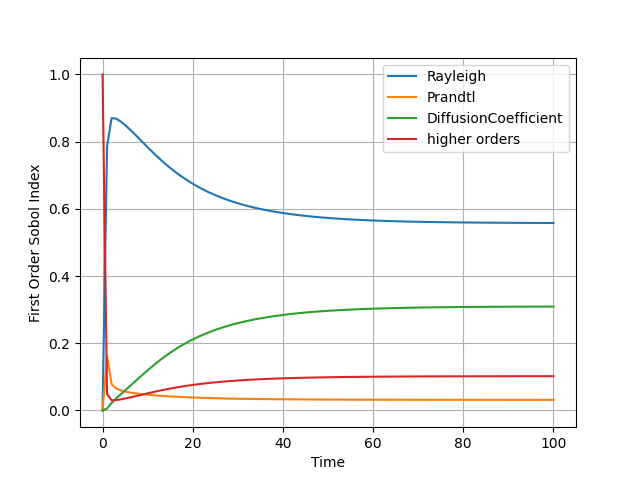 Rayleigh
Prandtl
DiffusionCoefficient
higher orders
First Order Sobol Index
1.0
0.8
0.6
0.4
0.2
0.0
0 20 40 60 80 100
Time